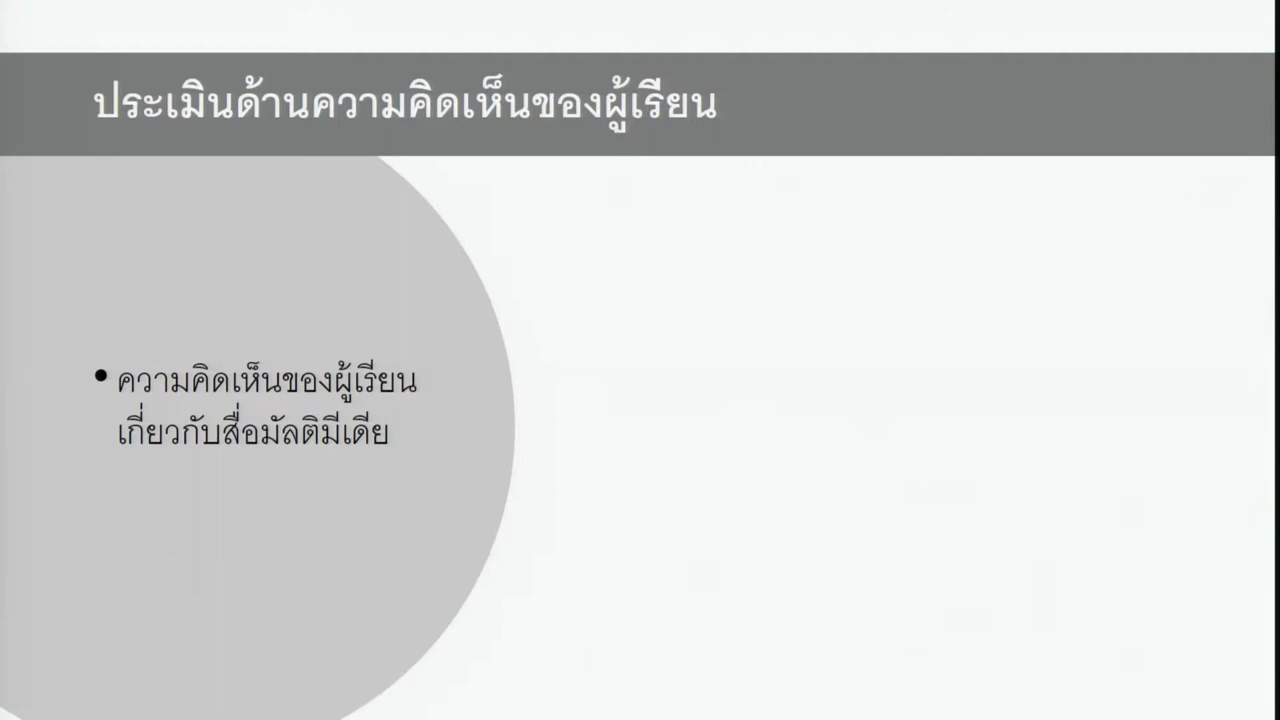 ประเมินด้านความคิดเห็นของผู้เรียน
• ความคิดเห็นของผู้เรียน
เกี่ยวกับสื่อมัลติมีเดีย